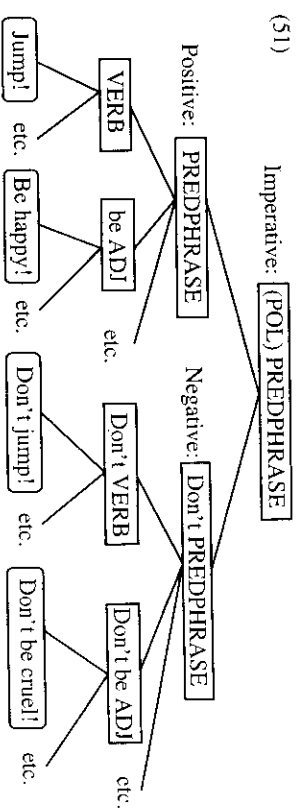 (51)
Imperative: (POL) PREDPHRASE
Positive: PREDPHRASE Negative: Don't PREDPHRASE
VERB be ADJ etc. Don't VERB Don't be ADJ etc.
Jump! etc. Be happy! etc. Don't jump! etc. Don't be cruel! etc.